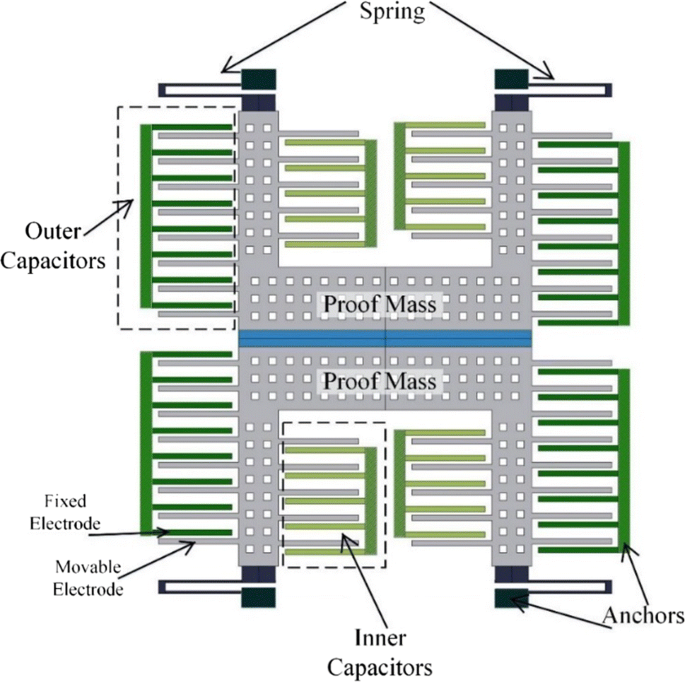 Spring
Outer
Capacitors
Proof Mass
Proof Mass
Fixed
Electrode
Movable
Electrode
Inner
Capacitors
Anchors